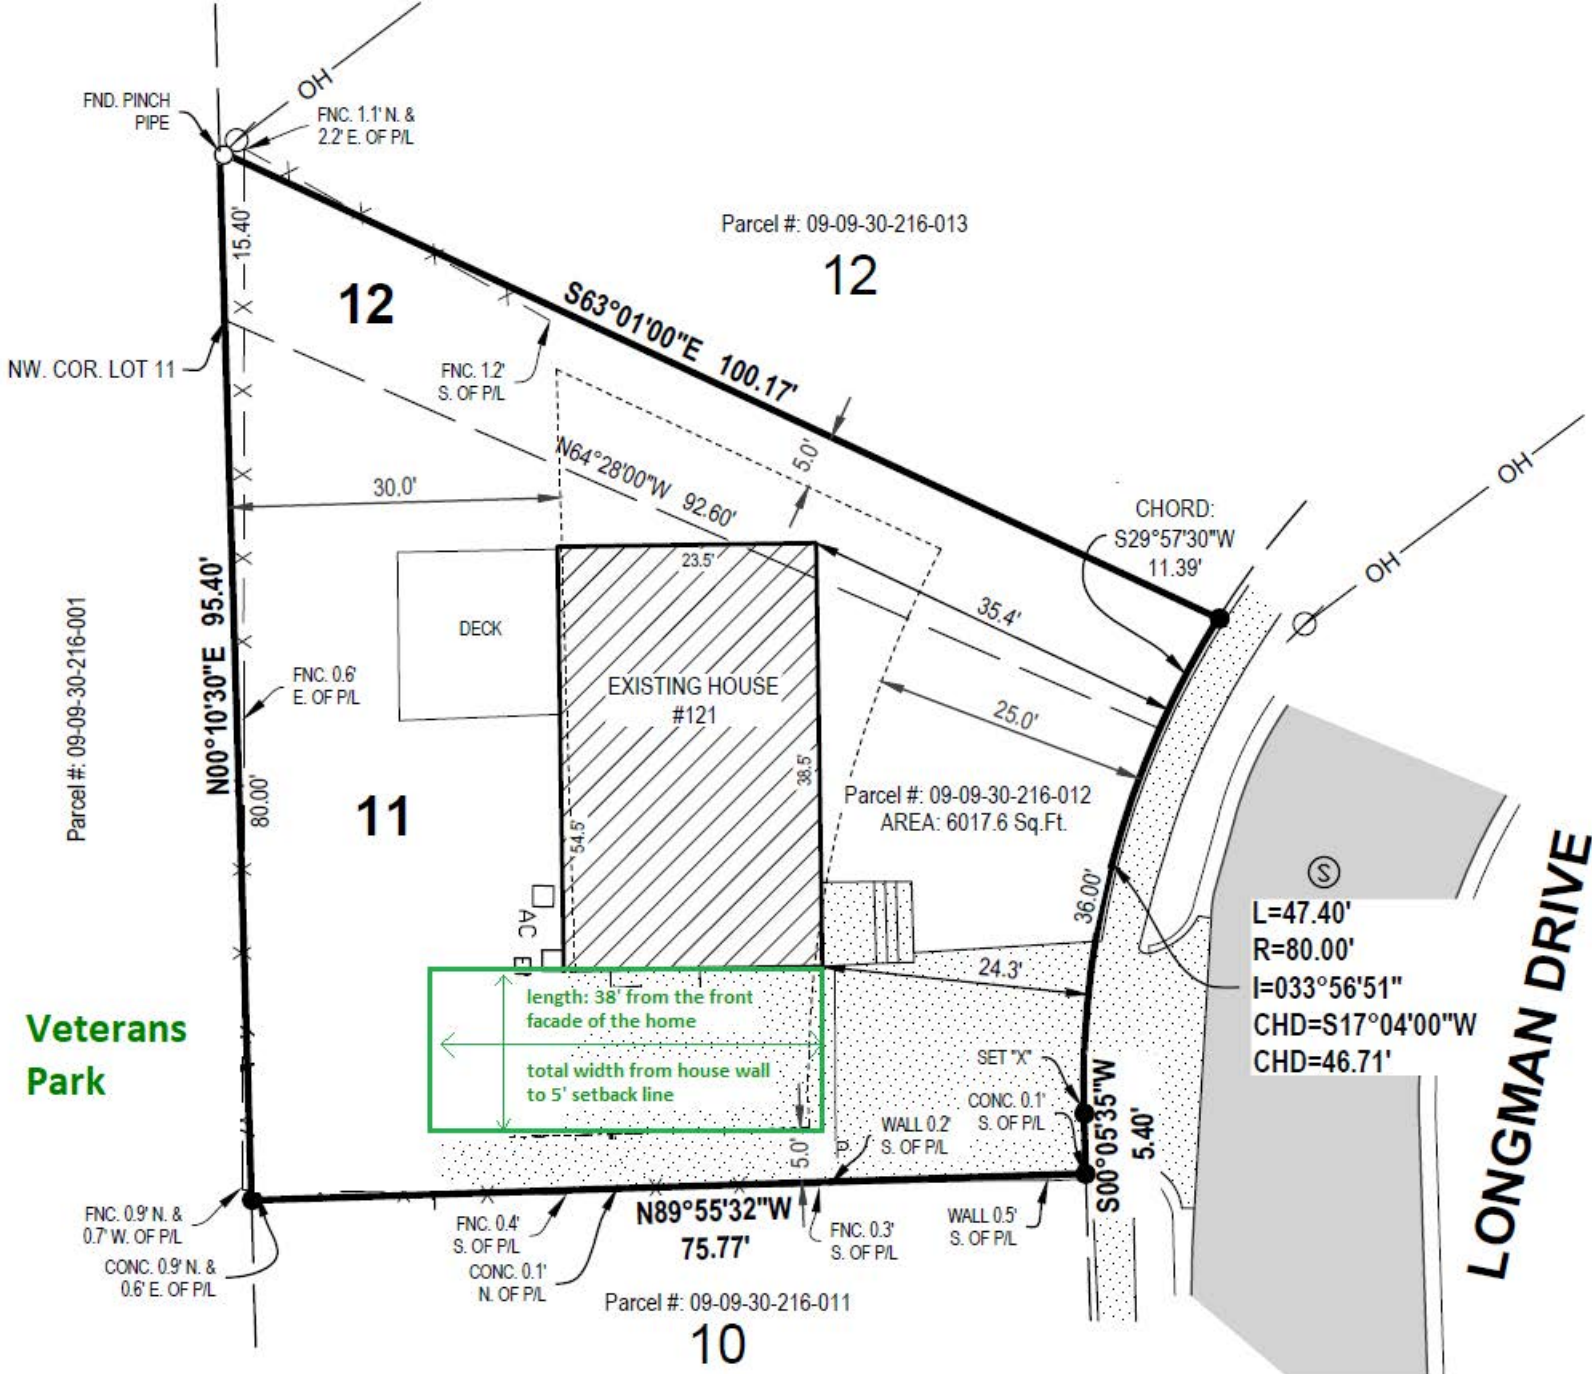 OH
FND. PINCH
PIPE
FNC. 1.1' N. &
2.2' E. OF P/L
15.40'
Parcel #: 09-09-30-216-013
12
12
S63°01'00"E 100.17'
NW. COR. LOT 11
FNC. 1.2'
S. OF P/L
5.0'
N64°28'00"W 92.60'
30.0'
OH
CHORD:
S29°57'30"W
11.39'
OH
23.5'
35.4'
N00°10'30"E 95.40'
DECK
Parcel #: 09-09-30-216-001
FNC. 0.6'
E. OF P/L
EXISTING HOUSE
#121
25.0'
38.5'
80.00'
11
54.5'
Parcel #: 09-09-30-216-012
AREA: 6017.6 Sq.Ft.
36.00'
S
AC
L=47.40'
R=80.00'
I=033°56'51"
CHD=S17°04'00"W
CHD=46.71'
LONGMAN DRIVE
24.3'
length: 38' from the front
facade of the home
total width from house wall
to 5' setback line
Veterans
Park
SET "X"
CONC. 0.1'
S. OF P/L
S00°05'35"W
5.40'
WALL 0.2'
S. OF P/L
5.0'
FNC. 0.9' N. &
0.7' W. OF P/L
CONC. 0.9' N. &
0.6' E. OF P/L
FNC. 0.4'
S. OF P/L
CONC. 0.1'
N. OF P/L
N89°55'32"W
75.77'
FNC. 0.3'
S. OF P/L
WALL 0.5'
S. OF P/L
Parcel #: 09-09-30-216-011
10